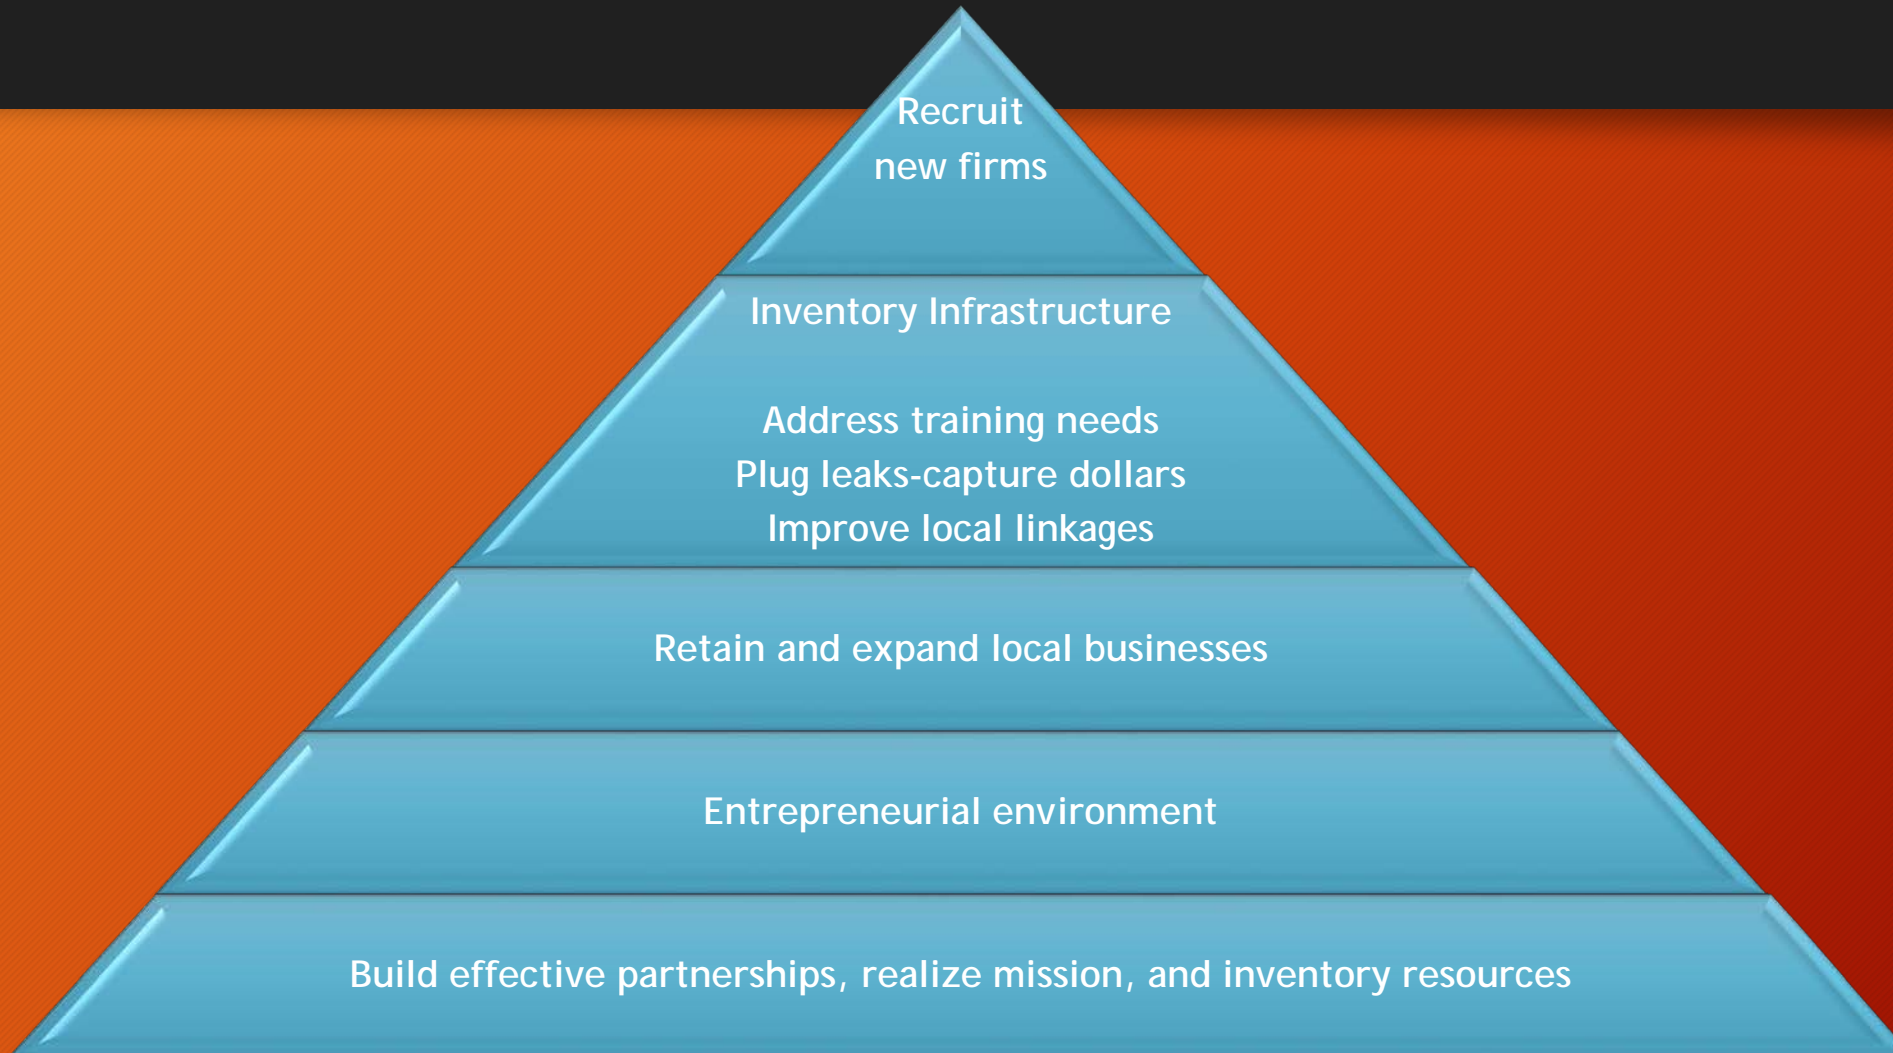 Recruit
new firms
Inventory Infrastructure
Address training needs
Plug leaks-capture dollars
Improve local linkages
Retain and expand local businesses
Entrepreneurial environment
Build effective partnerships, realize mission, and inventory resources